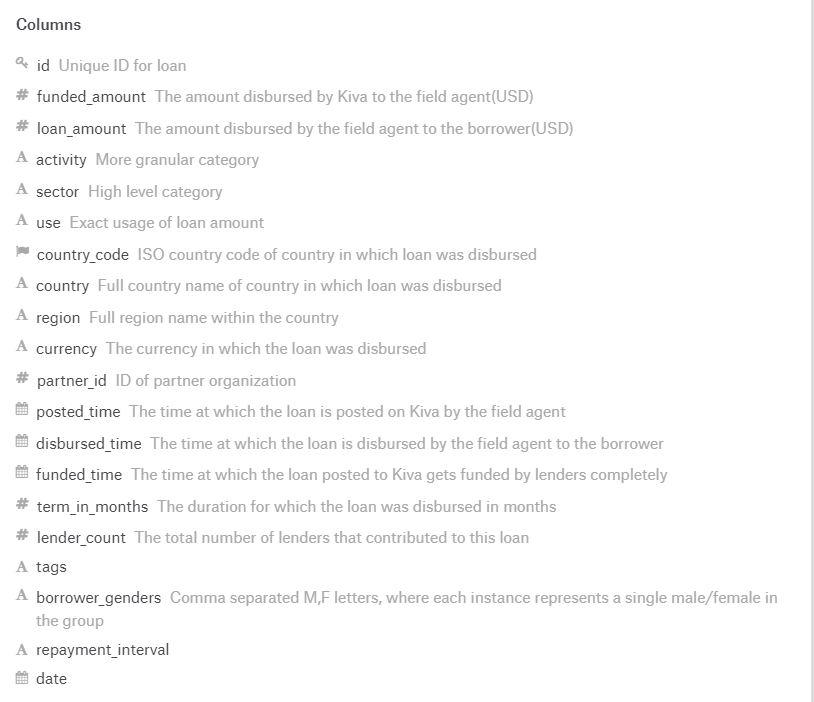 Columns
id Unique ID for loan
# funded_amount The amount disbursed by Kiva to the field agent(USD)
# loan_amount The amount disbursed by the field agent to the borrower(USD)
A activity More granular category
A sector High level category
A use Exact usage of loan amount
country_code ISO country code of country in which loan was disbursed
A country Full country name of country in which loan was disbursed
A region Full region name within the country
A currency The currency in which the loan was disbursed
# partner_id ID of partner organization
posted_time The time at which the loan is posted on Kiva by the field agent
disbursed_time The time at which the loan is disbursed by the field agent to the borrower
funded_time The time at which the loan posted to Kiva gets funded by lenders completely
# term_in_months The duration for which the loan was disbursed in months
# lender_count The total number of lenders that contributed to this loan
A tags
A borrower_genders Comma separated M,F letters, where each instance represents a single male/female in
the group
A repayment_interval
date